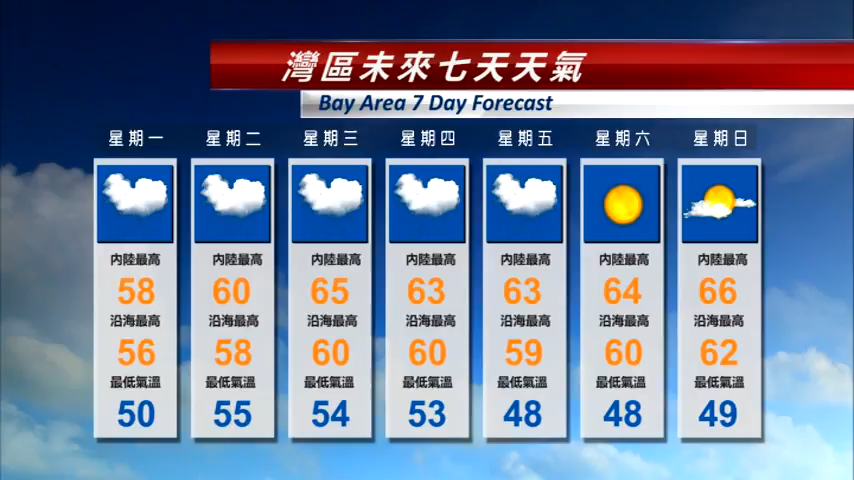 灣區未來七天天氣
Bay Area 7 Day Forecast
星期一 星期二 星期三 星期四 星期五 星期六 星期日
內陸最高 內陸最高 內陸最高 內陸最高 內陸最高 內陸最高 內陸最高
58 60 65 63 63 64 66
沿海最高 沿海最高 沿海最高 沿海最高 沿海最高 沿海最高 沿海最高
56 58 60 60 59 60 62
最低氣溫 最低氣溫 最低氣溫 最低氣溫 最低氣溫 最低氣溫 最低氣溫
50 55 54 53 48 48 49